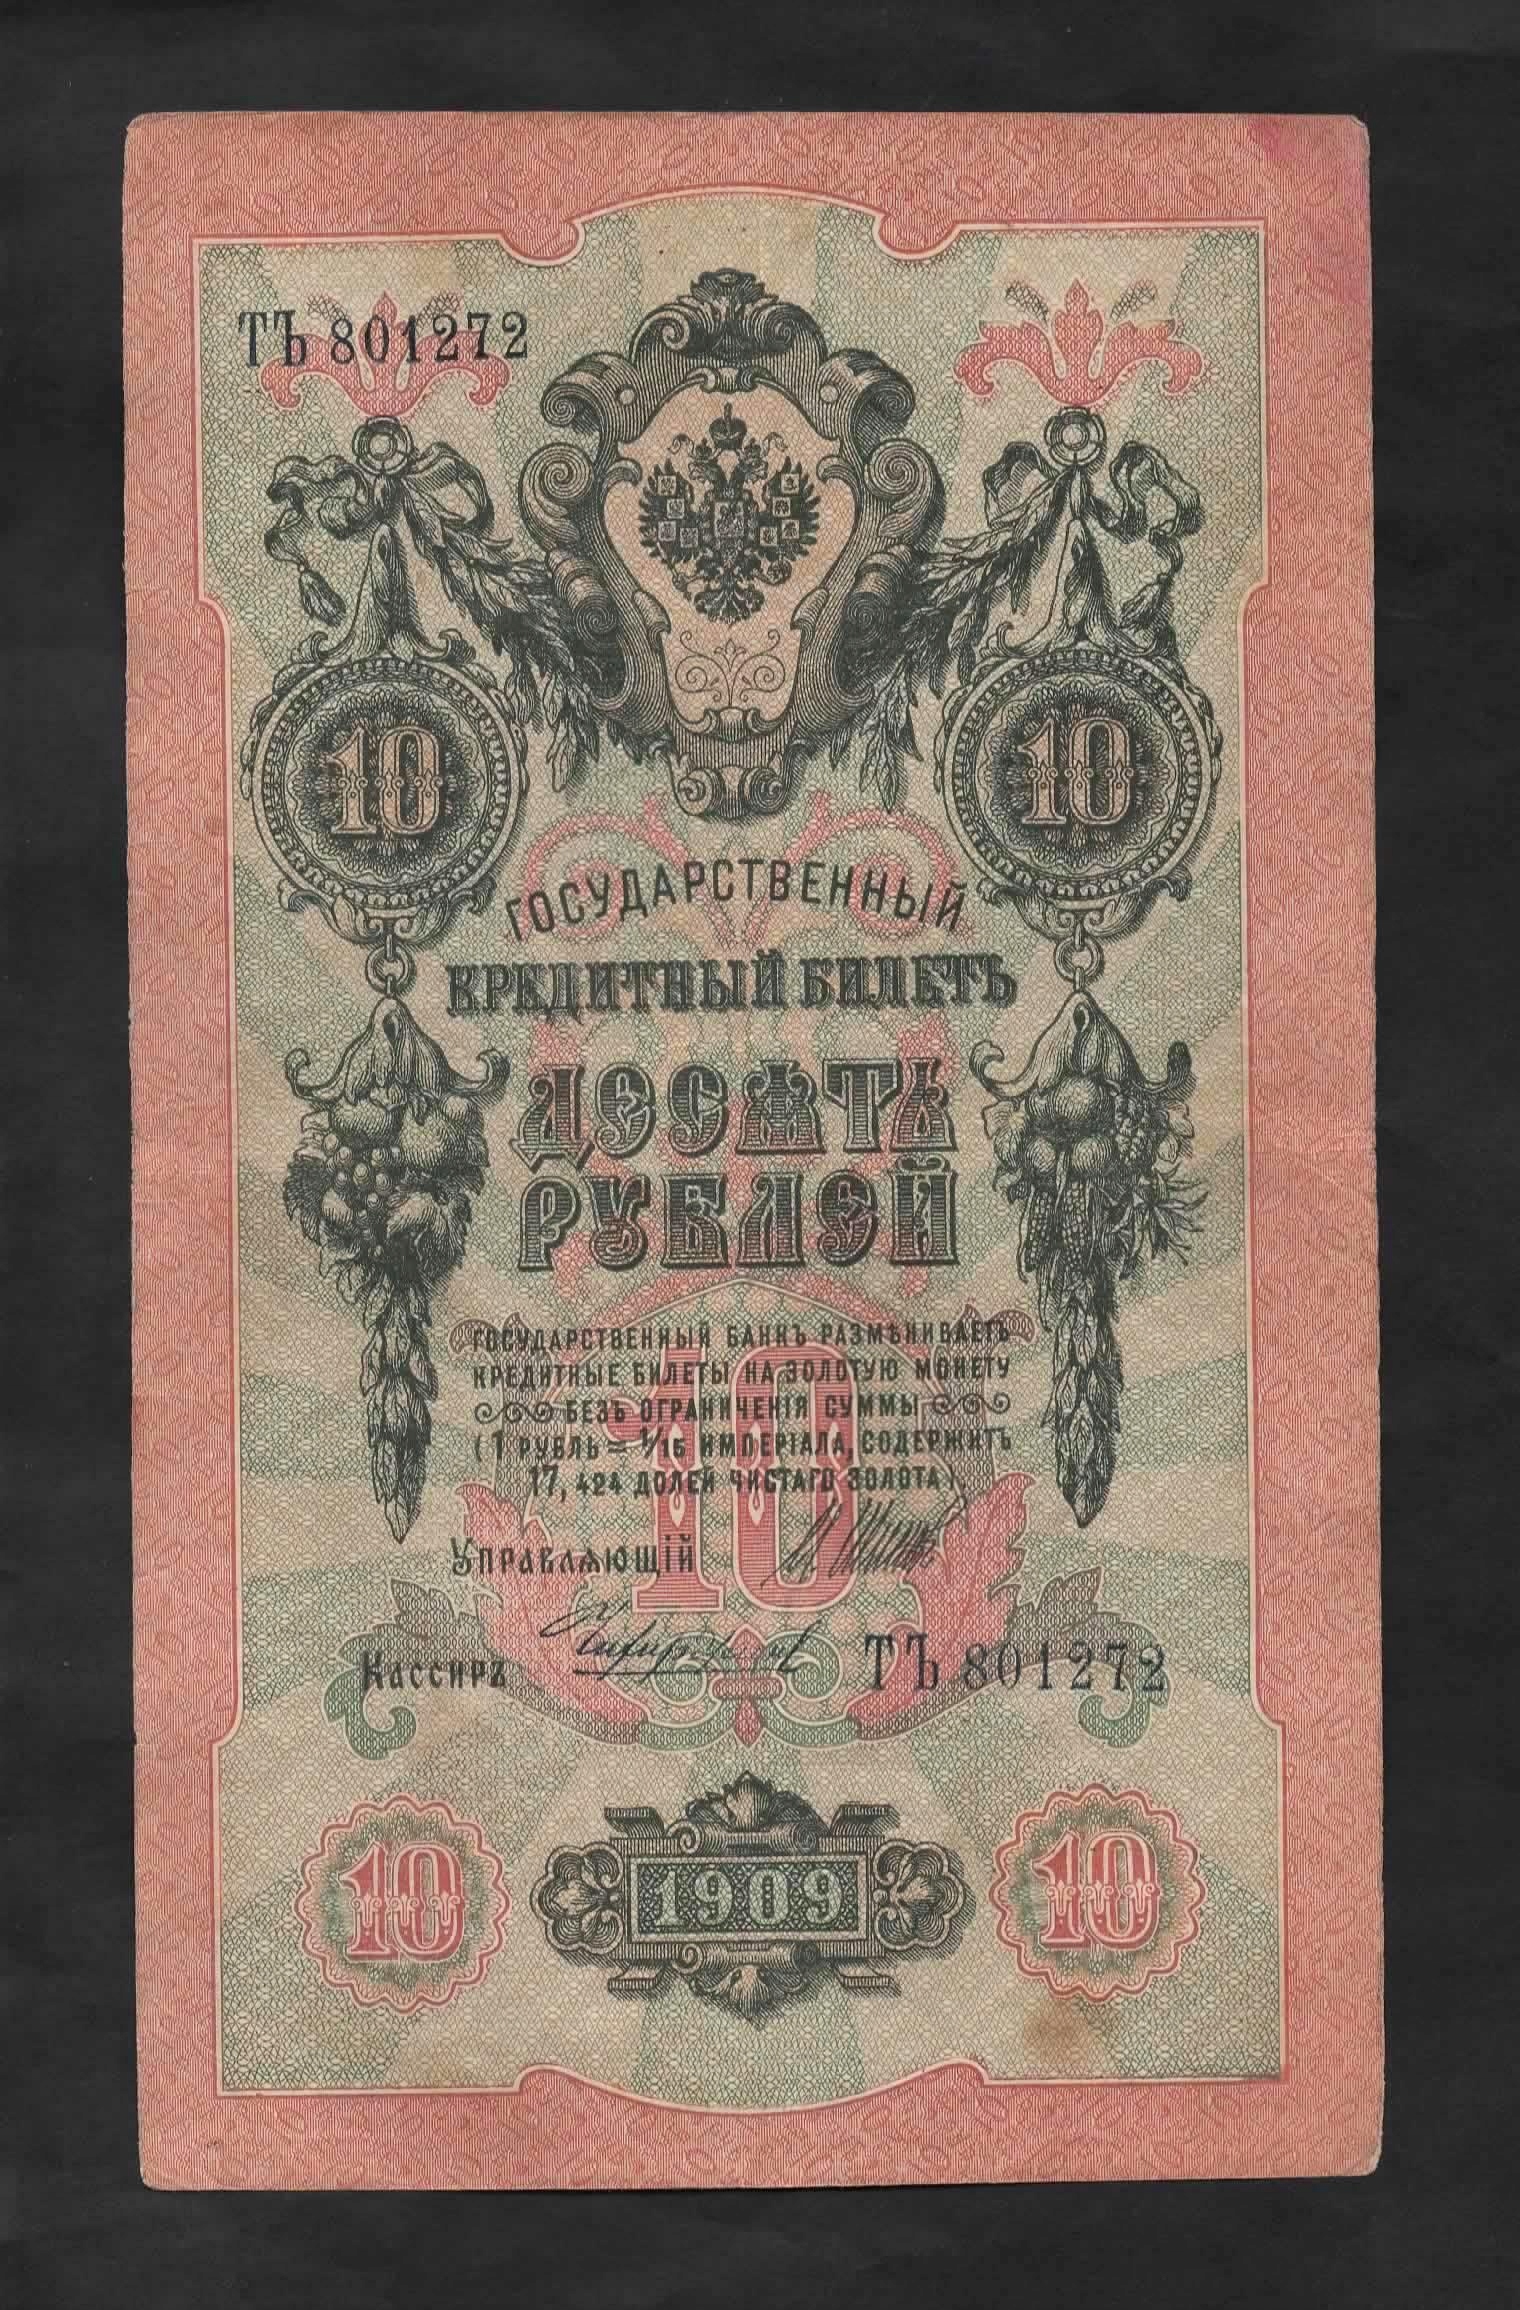 ТЪ 801272
10 10
ГОСУДАРСТВЕННЫЙ
КРЕДИТНЫЙ БИЛЕТЪ
ДЕСЯТЬ
РУБЛЕЙ
ГОСУДАРСТВЕННЫЙ БАНКЪ РАЗМѢНИВАЕТЪ
КРЕДИТНЫЕ БИЛЕТЫ НА ЗОЛОТУЮ МОНЕТУ
БЕЗЪ ОГРАНИЧЕНІЯ СУММЫ
(1 РУБЛЬ = 1/15 ИМПЕРІАЛА, СОДЕРЖИТЪ
17,424 ДОЛЕЙ ЧИСТАГО ЗОЛОТА).
10
УПРАВЛЯЮЩІЙ
КАССИРЪ
ТЪ 801272
10 1909 10